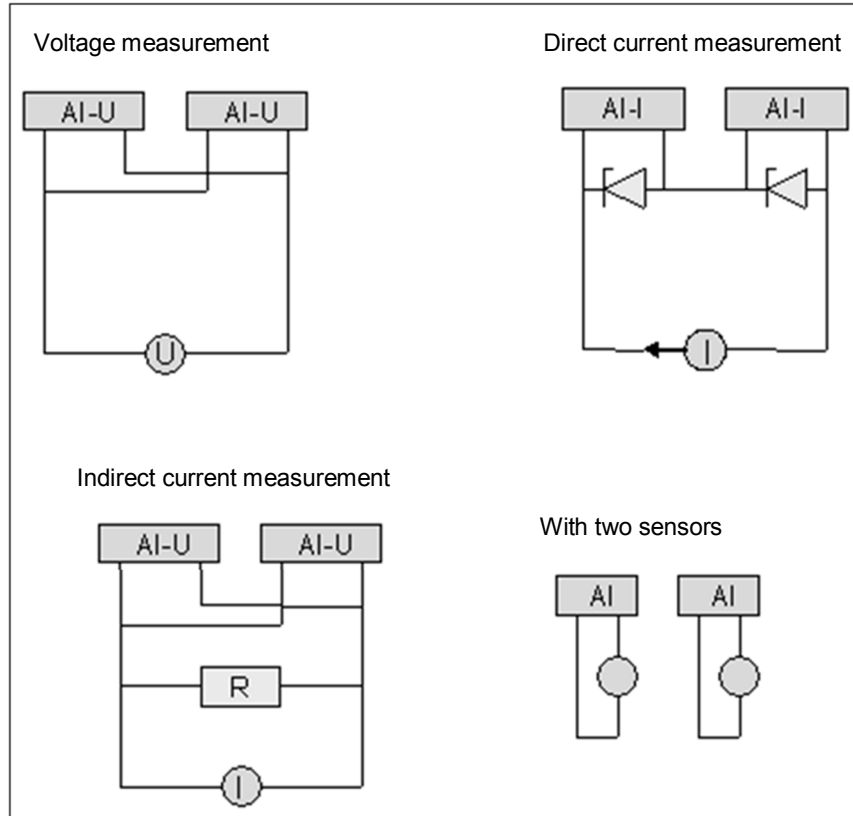 Voltage measurement
AI-U AI-U
U
Direct current measurement
AI-I AI-I
I
Indirect current measurement
AI-U AI-U
R
I
With two sensors
AI AI